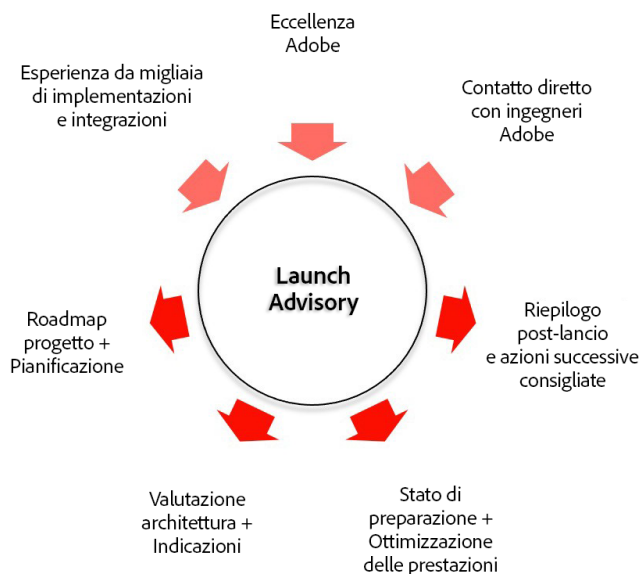 Eccellenza
Adobe
Esperienza da migliaia
di implementazioni
e integrazioni
Contatto diretto
con ingegneri
Adobe
Launch
Advisory
Roadmap
progetto +
Pianificazione
Riepilogo
post-lancio
e azioni successive
consigliate
Valutazione
architettura +
Indicazioni
Stato di
preparazione +
Ottimizzazione
delle prestazioni